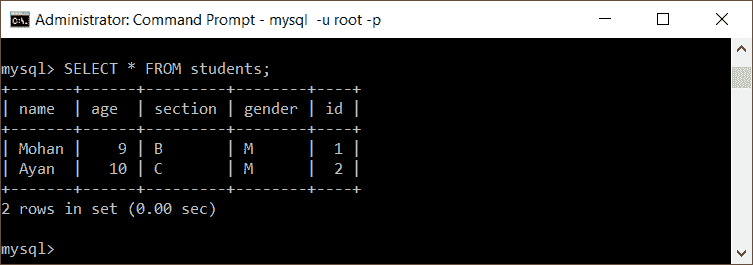 Administrator: Command Prompt - mysql  -u root -p
mysql> SELECT * FROM students;
+-------+------+---------+--------+----+
| name  | age  | section | gender | id |
+-------+------+---------+--------+----+
| Mohan |    9 | B       | M      |  1 |
| Ayan  |   10 | C       | M      |  2 |
+-------+------+---------+--------+----+
2 rows in set (0.00 sec)
mysql>